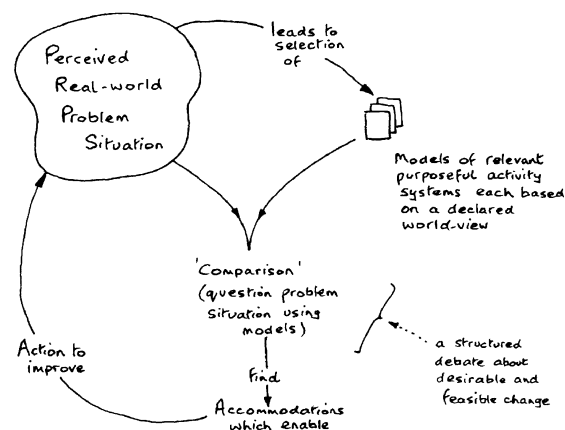 Perceived
Real-world
Problem
Situation
leads to
selection
of
Models of relevant
purposeful activity
systems each based
on a declared
world-view
'Comparison'
(question problem
situation using
models)
find
Accommodations
which enable
Action to
improve
a structured
debate about
desirable and
feasible change